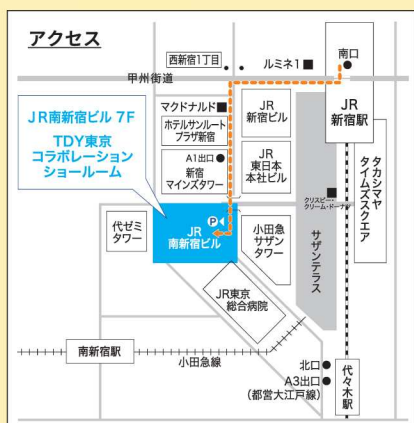 アクセス
西新宿1丁目
ルミネ1
南口
甲州街道
JR南新宿ビル 7F
TDY東京
コラボレーション
ショールーム
マクドナルド
ホテルサンルート
プラザ新宿
A1出口
新宿
マインズタワー
JR
新宿ビル
JR
東日本
本社ビル
JR
新宿駅
タカシマヤ
タイムズスクエア
クリスピー・
クリーム・ドーナツ
サザンテラス
代ゼミ
タワー
P
JR
南新宿ビル
小田急
サザン
タワー
JR東京
総合病院
南新宿駅
小田急線
北口
A3出口
(都営大江戸線)
代々木駅